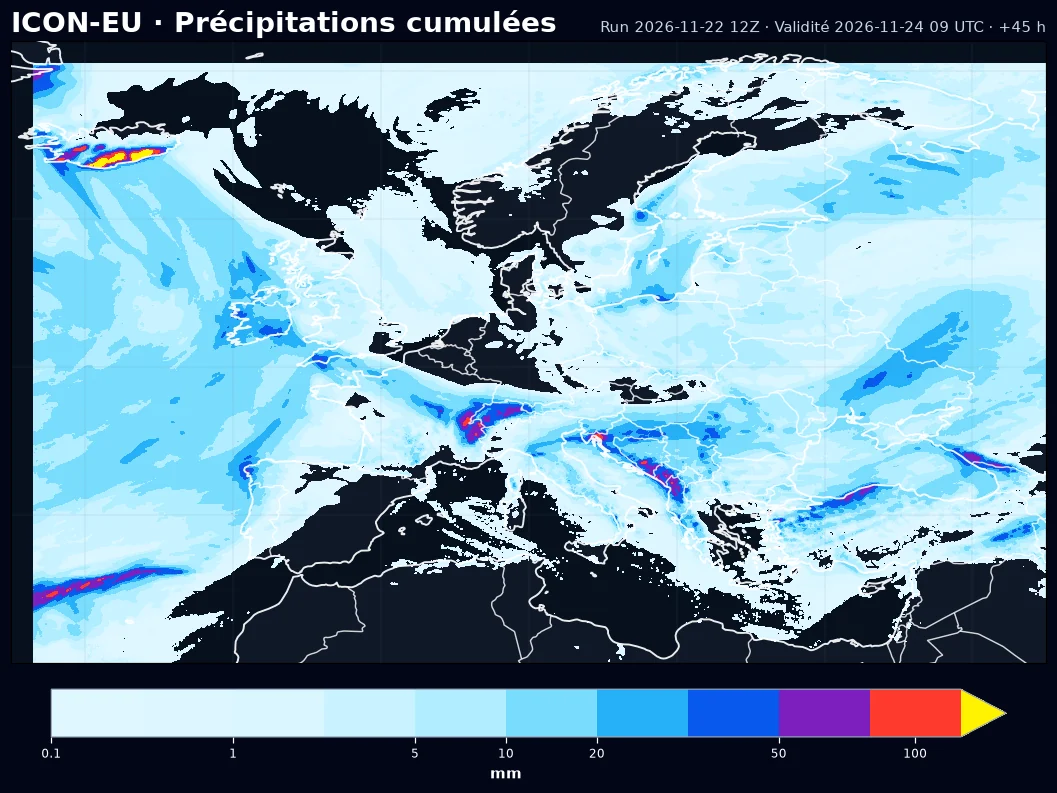 ICON-EU · Précipitations cumulées
Run 2026-11-22 12Z · Validité 2026-11-24 09 UTC · +45 h
0.1 1 5 10 20 50 100
mm